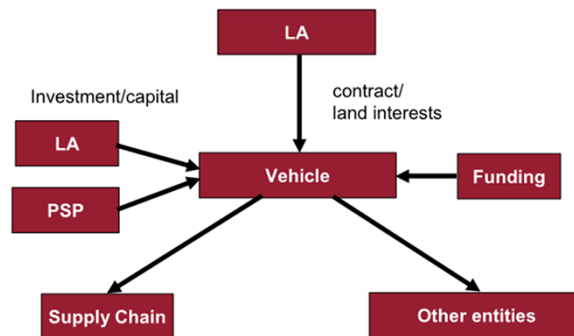 LA
Investment/capital
contract/
land interests
LA
Vehicle
Funding
PSP
Supply Chain
Other entities